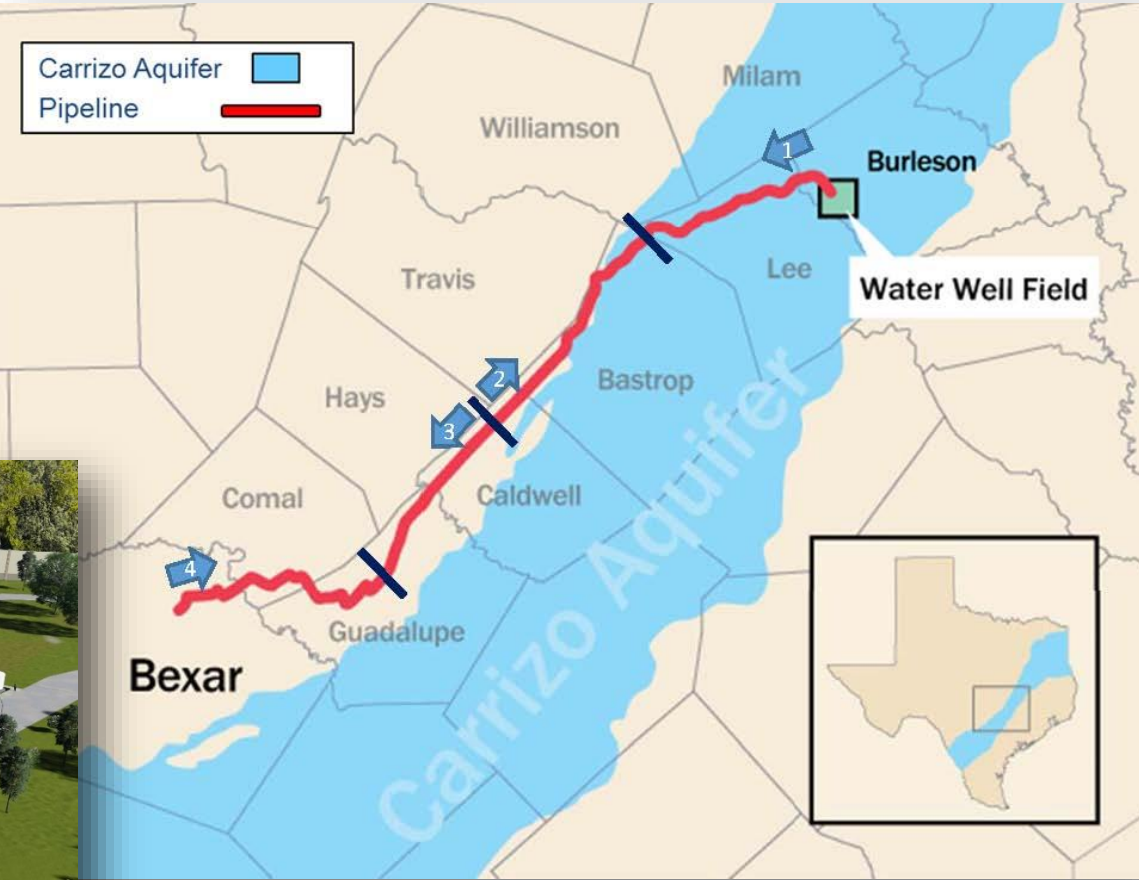 Carrizo Aquifer
Pipeline
Milam
Williamson
1
Burleson
Lee
Travis
Water Well Field
2
Bastrop
Hays
3
Comal
Caldwell
4
Guadalupe
Bexar
Carrizo Aquifer